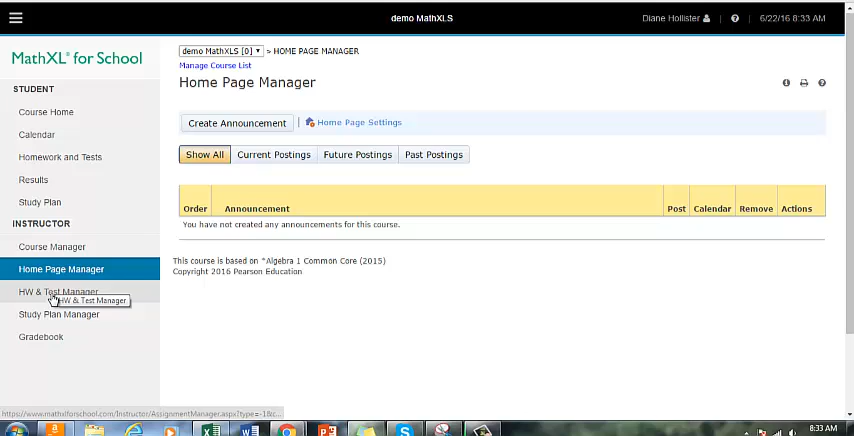 demo MathXLS
Diane Hollister
6/22/16 8:33 AM
MathXL® for School
STUDENT
Course Home
Calendar
Homework and Tests
Results
Study Plan
INSTRUCTOR
Course Manager
Home Page Manager
HW & Test Manager
HW & Test Manager
Study Plan Manager
Gradebook
demo MathXLS [0] > HOME PAGE MANAGER
Manage Course List
Home Page Manager
Create Announcement | Home Page Settings
Show All Current Postings Future Postings Past Postings
Order Announcement Post Calendar Remove Actions
You have not created any announcements for this course.
This course is based on *Algebra 1 Common Core (2015)
Copyright 2016 Pearson Education
https://www.mathxlforschool.com/Instructor/AssignmentManager.aspx?type=-1&c...
8:33 AM